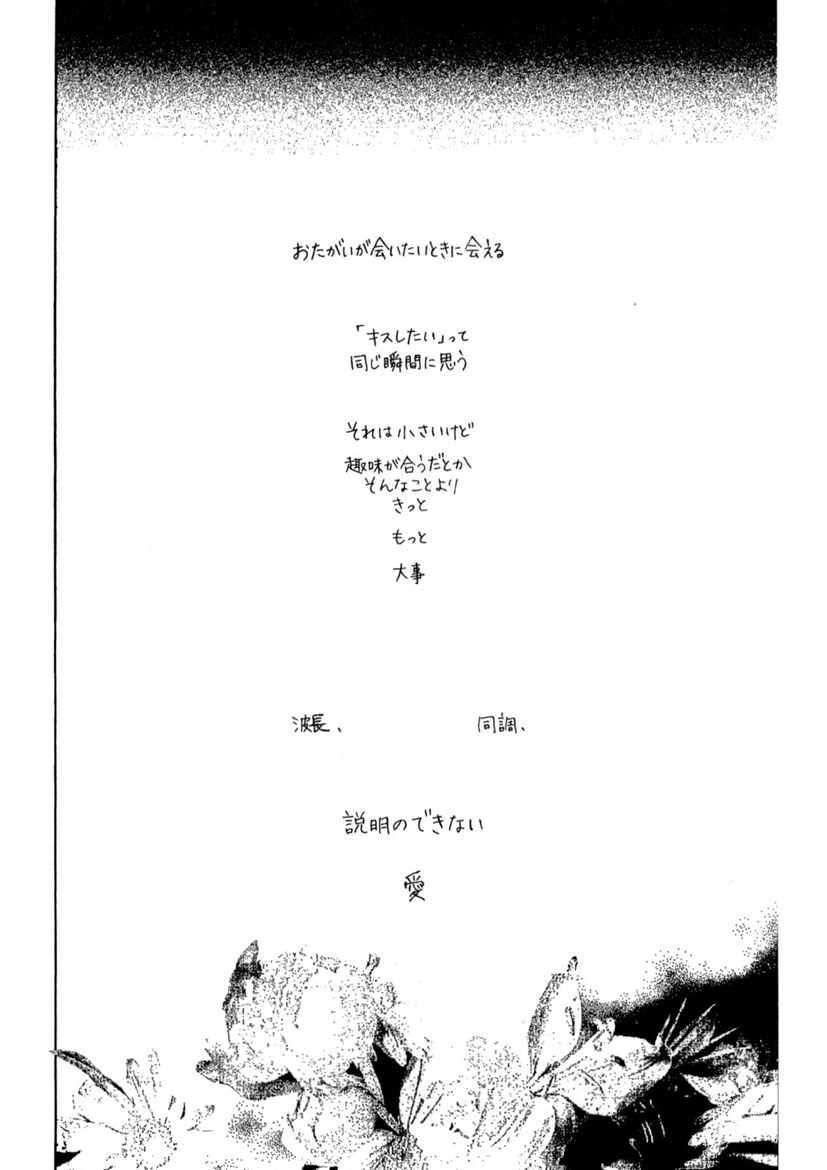 おたがいが会いたいときに会える
「キスしたい」って
同じ瞬間に思う
それは小さいけど
趣味が合うだとか
そんなことより
きっと
もっと
大事
波長、 同調、
説明のできない
愛